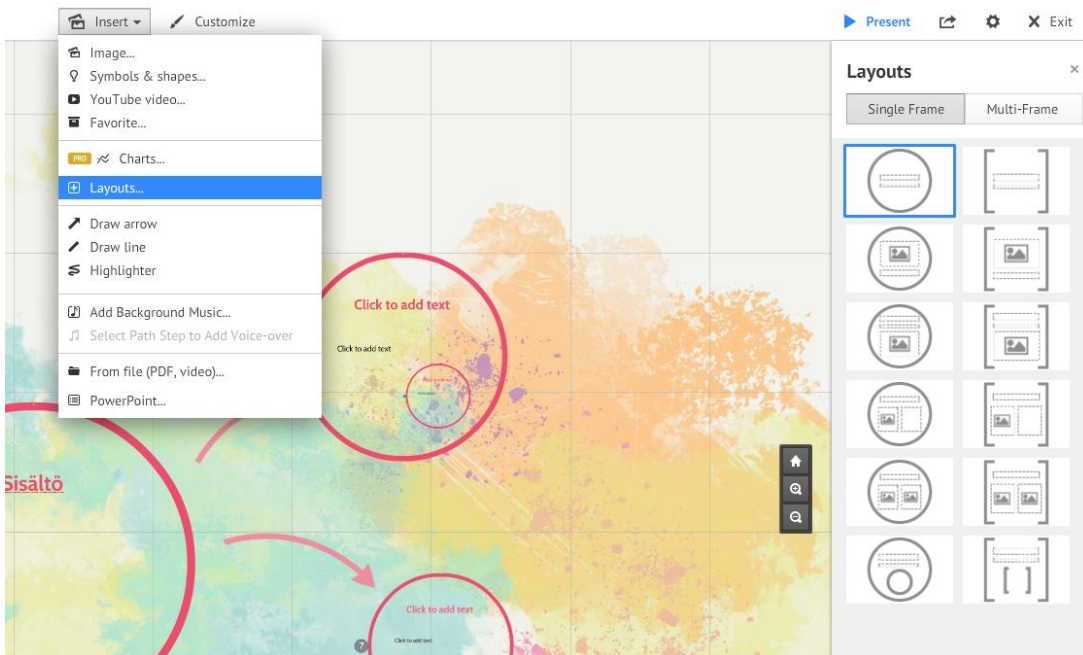 Insert
Customize
Present
Exit
Image...
Symbols & shapes...
YouTube video...
Favorite...
PRO Charts...
Layouts...
Draw arrow
Draw line
Highlighter
Add Background Music...
Select Path Step to Add Voice-over
From file (PDF, video)...
PowerPoint...
Click to add text
Click to add text
Sisältö
Click to add text
Click to add text
7
Layouts
Single Frame
Multi-Frame